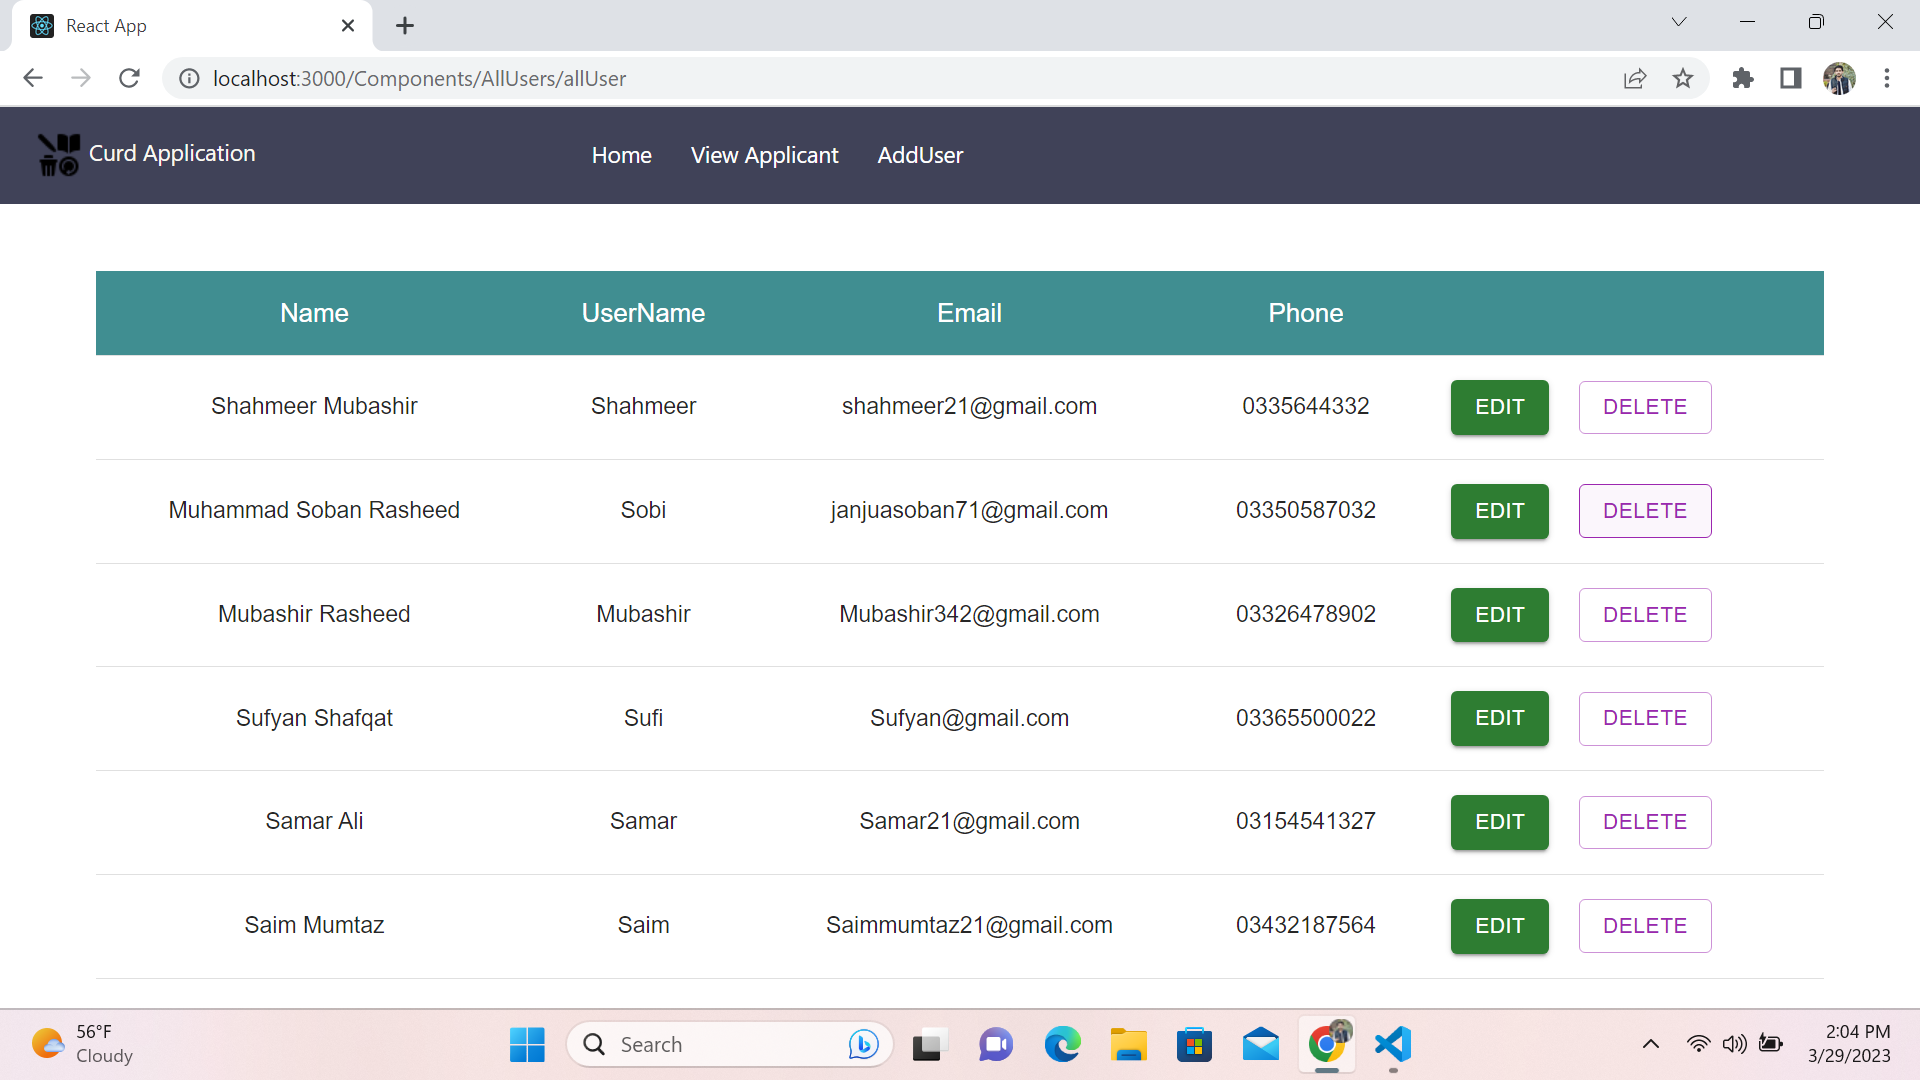 React App
localhost:3000/Components/AllUsers/allUser
Curd Application Home View Applicant AddUser
Name UserName Email Phone
Shahmeer Mubashir Shahmeer shahmeer21@gmail.com 0335644332 EDIT DELETE
Muhammad Soban Rasheed Sobi janjuasoban71@gmail.com 03350587032 EDIT DELETE
Mubashir Rasheed Mubashir Mubashir342@gmail.com 03326478902 EDIT DELETE
Sufyan Shafqat Sufi Sufyan@gmail.com 03365500022 EDIT DELETE
Samar Ali Samar Samar21@gmail.com 03154541327 EDIT DELETE
Saim Mumtaz Saim Saimmumtaz21@gmail.com 03432187564 EDIT DELETE
56°F
Cloudy
Search
2:04 PM
3/29/2023